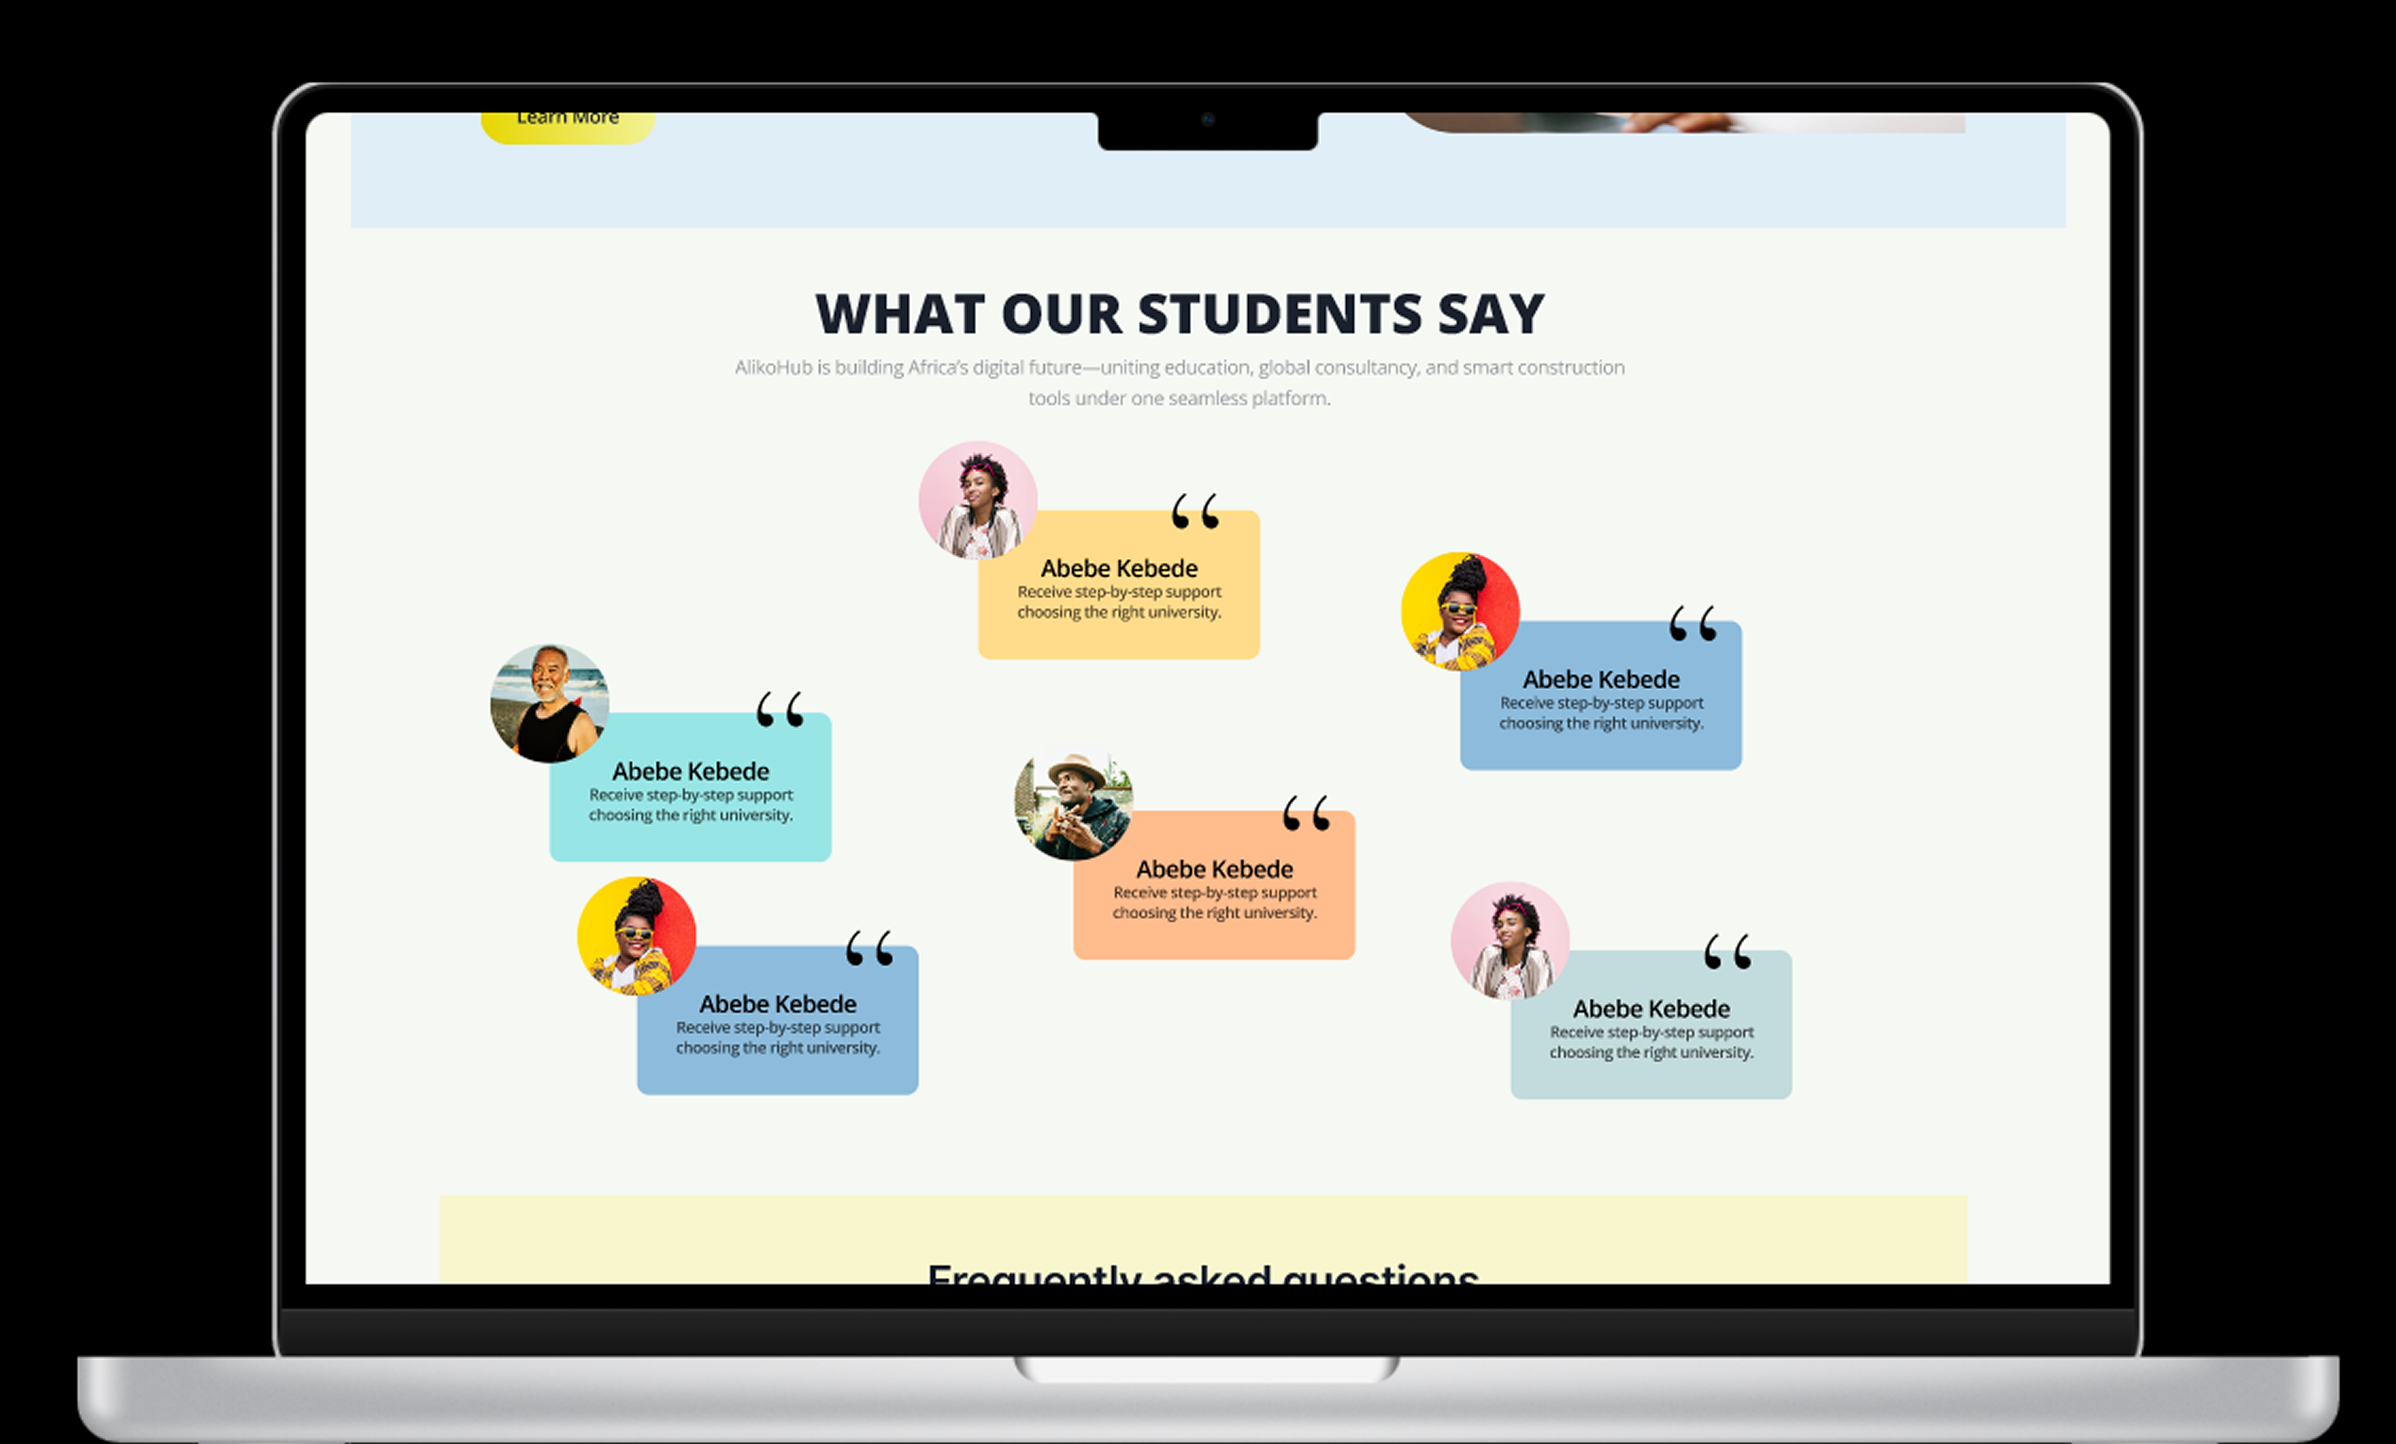 Learn More
WHAT OUR STUDENTS SAY
AlikoHub is building Africa's digital future—uniting education, global consultancy, and smart construction
tools under one seamless platform.
Abebe Kebede
Receive step-by-step support
choosing the right university.
Abebe Kebede
Receive step-by-step support
choosing the right university.
Abebe Kebede
Receive step-by-step support
choosing the right university.
Abebe Kebede
Receive step-by-step support
choosing the right university.
Abebe Kebede
Receive step-by-step support
choosing the right university.
Abebe Kebede
Receive step-by-step support
choosing the right university.
Frequently asked questions